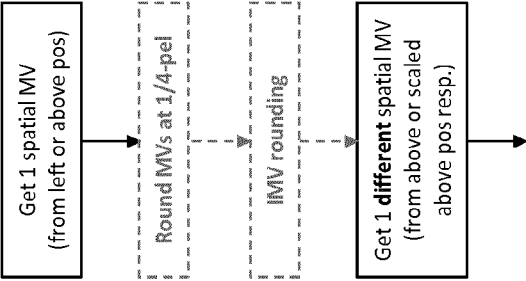 Get 1 spatial MV
(from left or above pos)
Round MVs at 1/4-pel
MV rounding
Get 1 different spatial MV
(from above or scaled
above pos resp.)